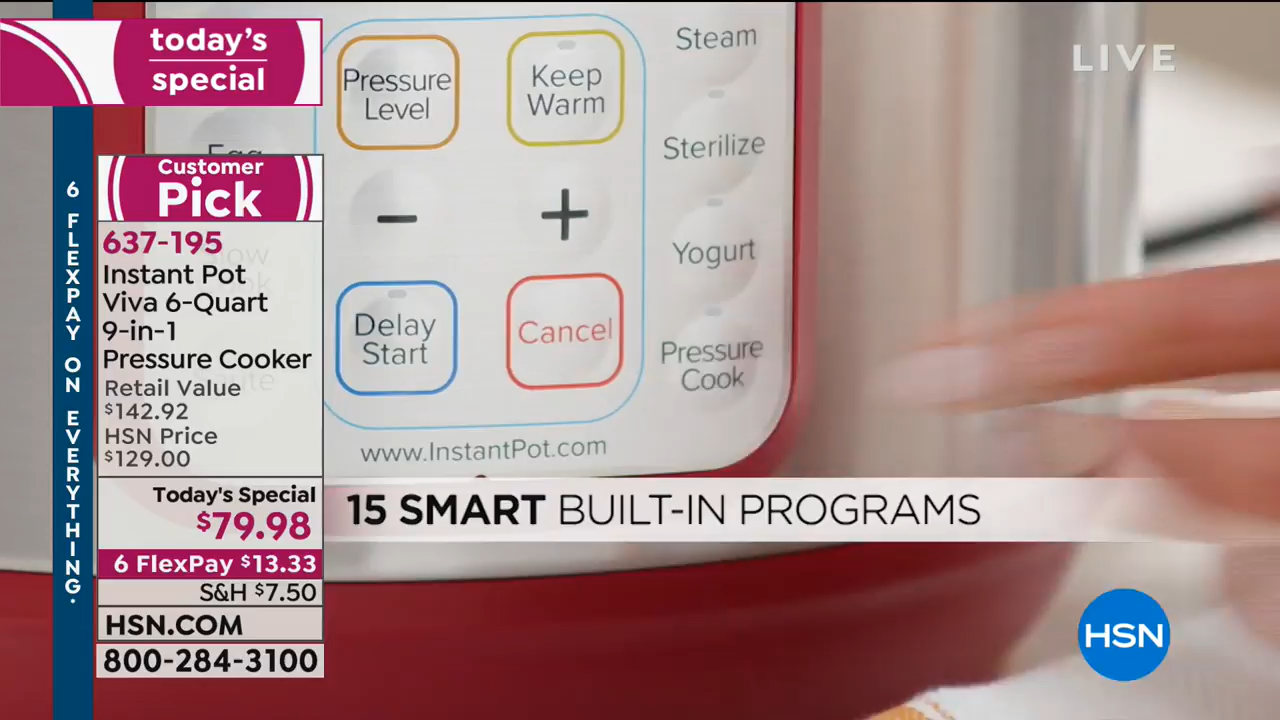 today's
special
LIVE
6 FLEXPAY ON EVERYTHING.
Customer
Pick
637-195
Instant Pot
Viva 6-Quart
9-in-1
Pressure Cooker
Retail Value
$142.92
HSN Price
$129.00
Today's Special
$79.98
6 FlexPay $13.33
S&H $7.50
HSN.COM
800-284-3100
Pressure
Level
Keep
Warm
-
+
Delay
Start
Cancel
Steam
Sterilize
Yogurt
Pressure
Cook
Egg
www.InstantPot.com
15 SMART BUILT-IN PROGRAMS
HSN